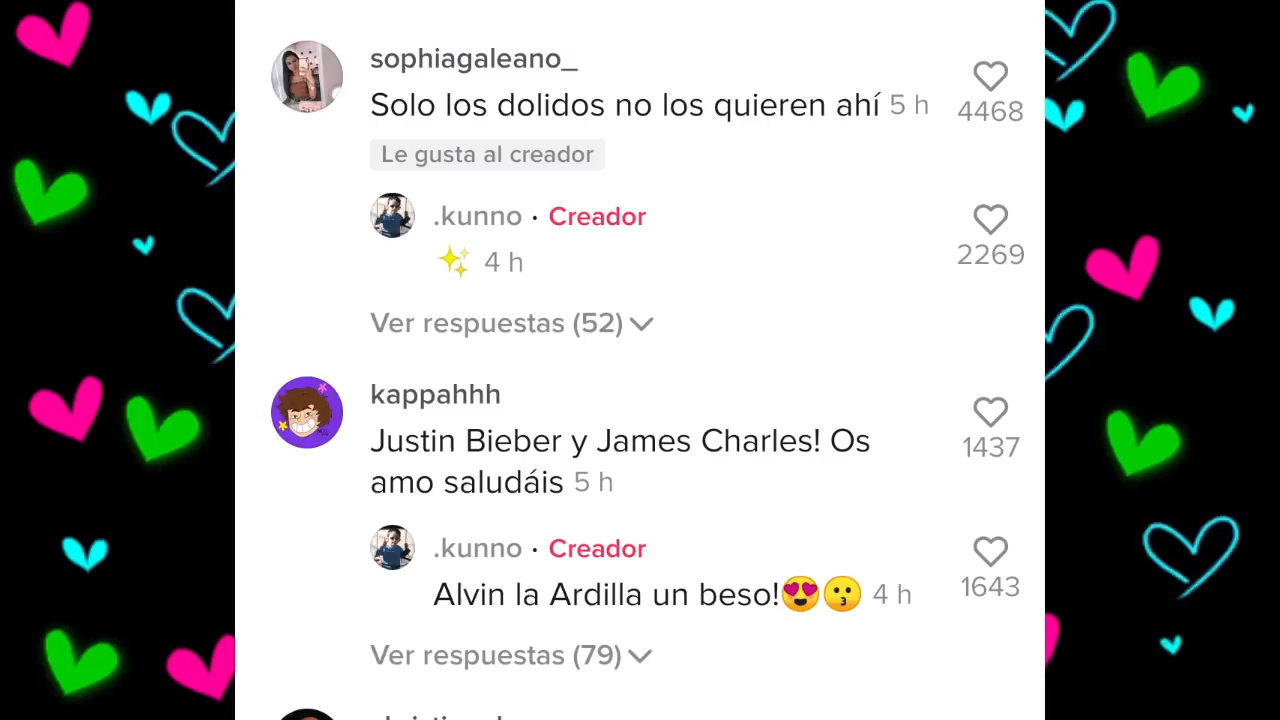 sophiagaleano_
Solo los dolidos no los quieren ahí 5 h
4468
Le gusta al creador
.kunno · Creador
✨ 4 h
2269
Ver respuestas (52)
kappahhh
Justin Bieber y James Charles! Os
amo saludáis 5 h
1437
.kunno · Creador
Alvin la Ardilla un beso!😍😗 4 h
1643
Ver respuestas (79)